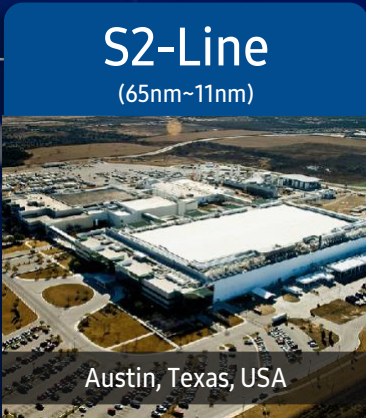 S2-Line
(65nm~11nm)
Austin, Texas, USA